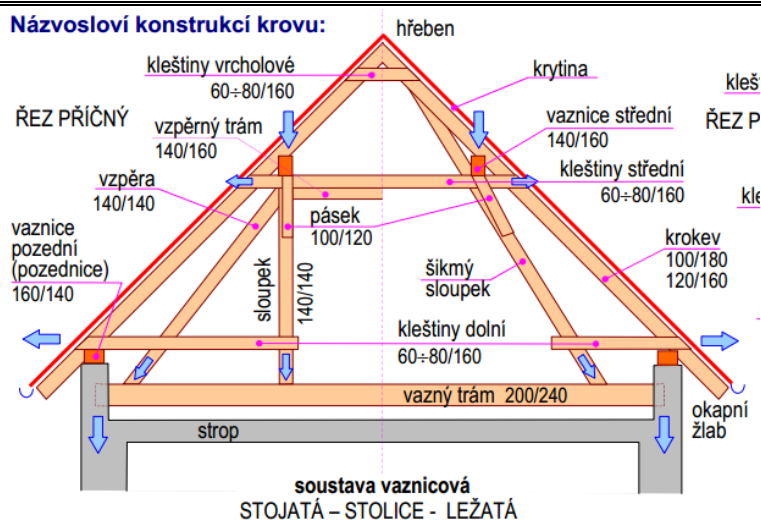 Názvosloví konstrukcí krovu:
hřeben
kleštiny vrcholové
60÷80/160
krytina
klešt
ŘEZ PŘÍČNÝ
vzpěrný trám
140/160
vaznice střední
140/160
ŘEZ P
vzpěra
140/140
kleštiny střední
60÷80/160
kle
pásek
100/120
vaznice
pozední
(pozednice)
160/140
krokev
100/180
120/160
sloupek
140/140
šikmý
sloupek
kleštiny dolní
60÷80/160
vazný trám 200/240
okapní
žlab
strop
soustava vaznicová
STOJATÁ – STOLICE - LEŽATÁ